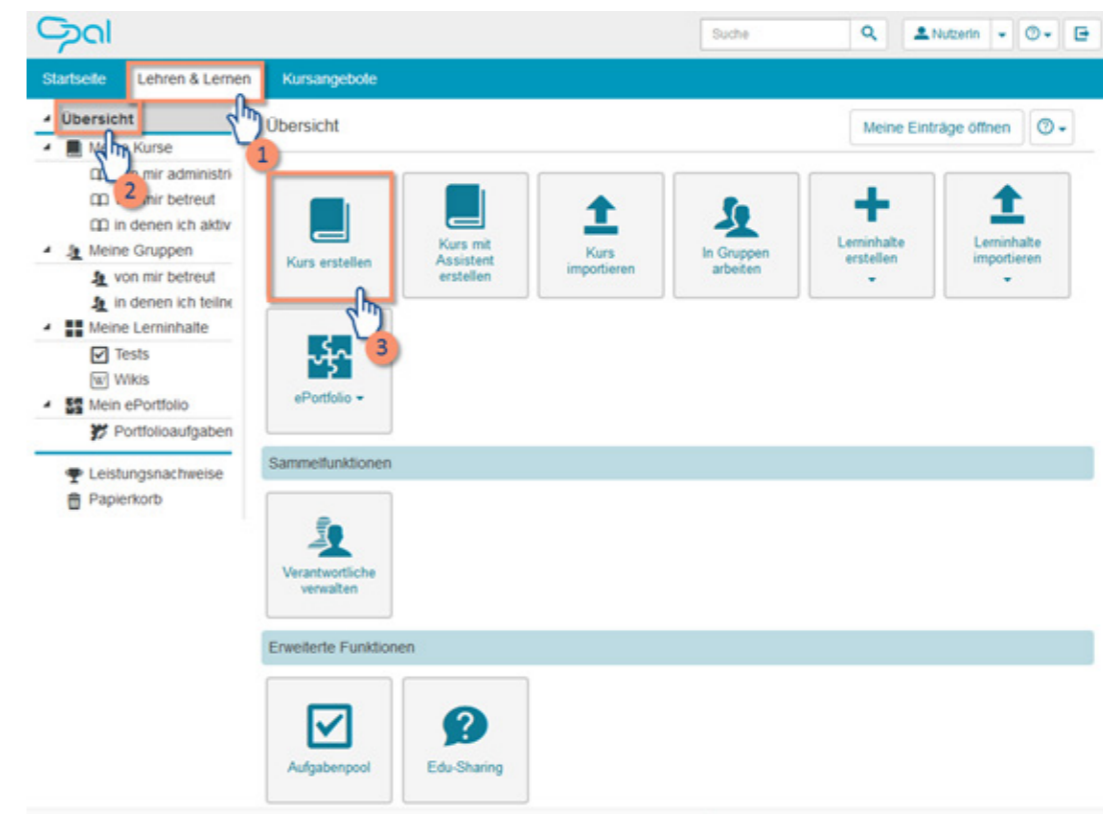 Opal
Suche
NutzerIn
Startseite
Lehren & Lernen
Kursangebote
1
Übersicht
2
Meine Kurse
mir administri
mir betreut
in denen ich aktiv
Meine Gruppen
von mir betreut
in denen ich teilne
Meine Lerninhalte
Tests
Wikis
Mein ePortfolio
Portfolioaufgaben
Leistungsnachweise
Papierkorb
Übersicht
Meine Einträge öffnen
Kurs erstellen
3
Kurs mit
Assistent
erstellen
Kurs
importieren
In Gruppen
arbeiten
Lerninhalte
erstellen
Lerninhalte
importieren
ePortfolio
Sammelfunktionen
Verantwortliche
verwalten
Erweiterte Funktionen
Aufgabenpool
Edu-Sharing